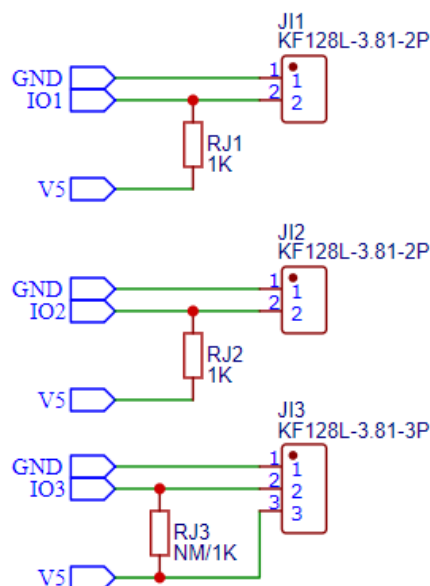 JI1
KF128L-3.81-2P
GND 1 1
IO1 2 2
RJ1
1K
V5
JI2
KF128L-3.81-2P
GND 1 1
IO2 2 2
RJ2
1K
V5
JI3
KF128L-3.81-3P
GND 1 1
IO3 2 2
3 3
RJ3
NM/1K
V5